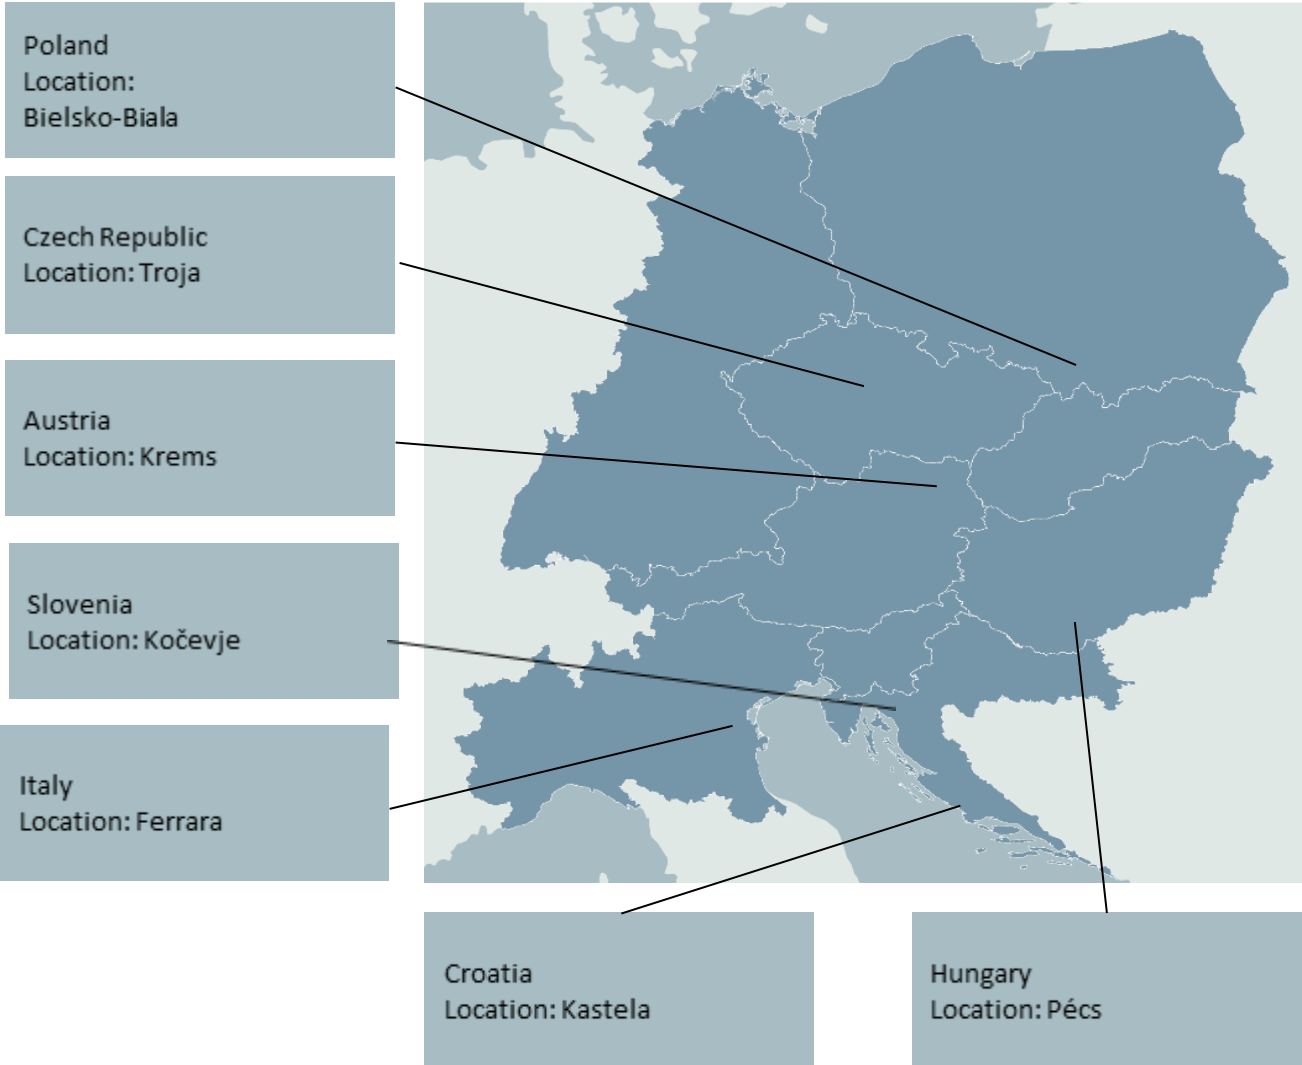 Poland
Location:
Bielsko-Biala
Czech Republic
Location: Troja
Austria
Location: Krems
Slovenia
Location: Kočevje
Italy
Location: Ferrara
Croatia
Location: Kastela
Hungary
Location: Pécs